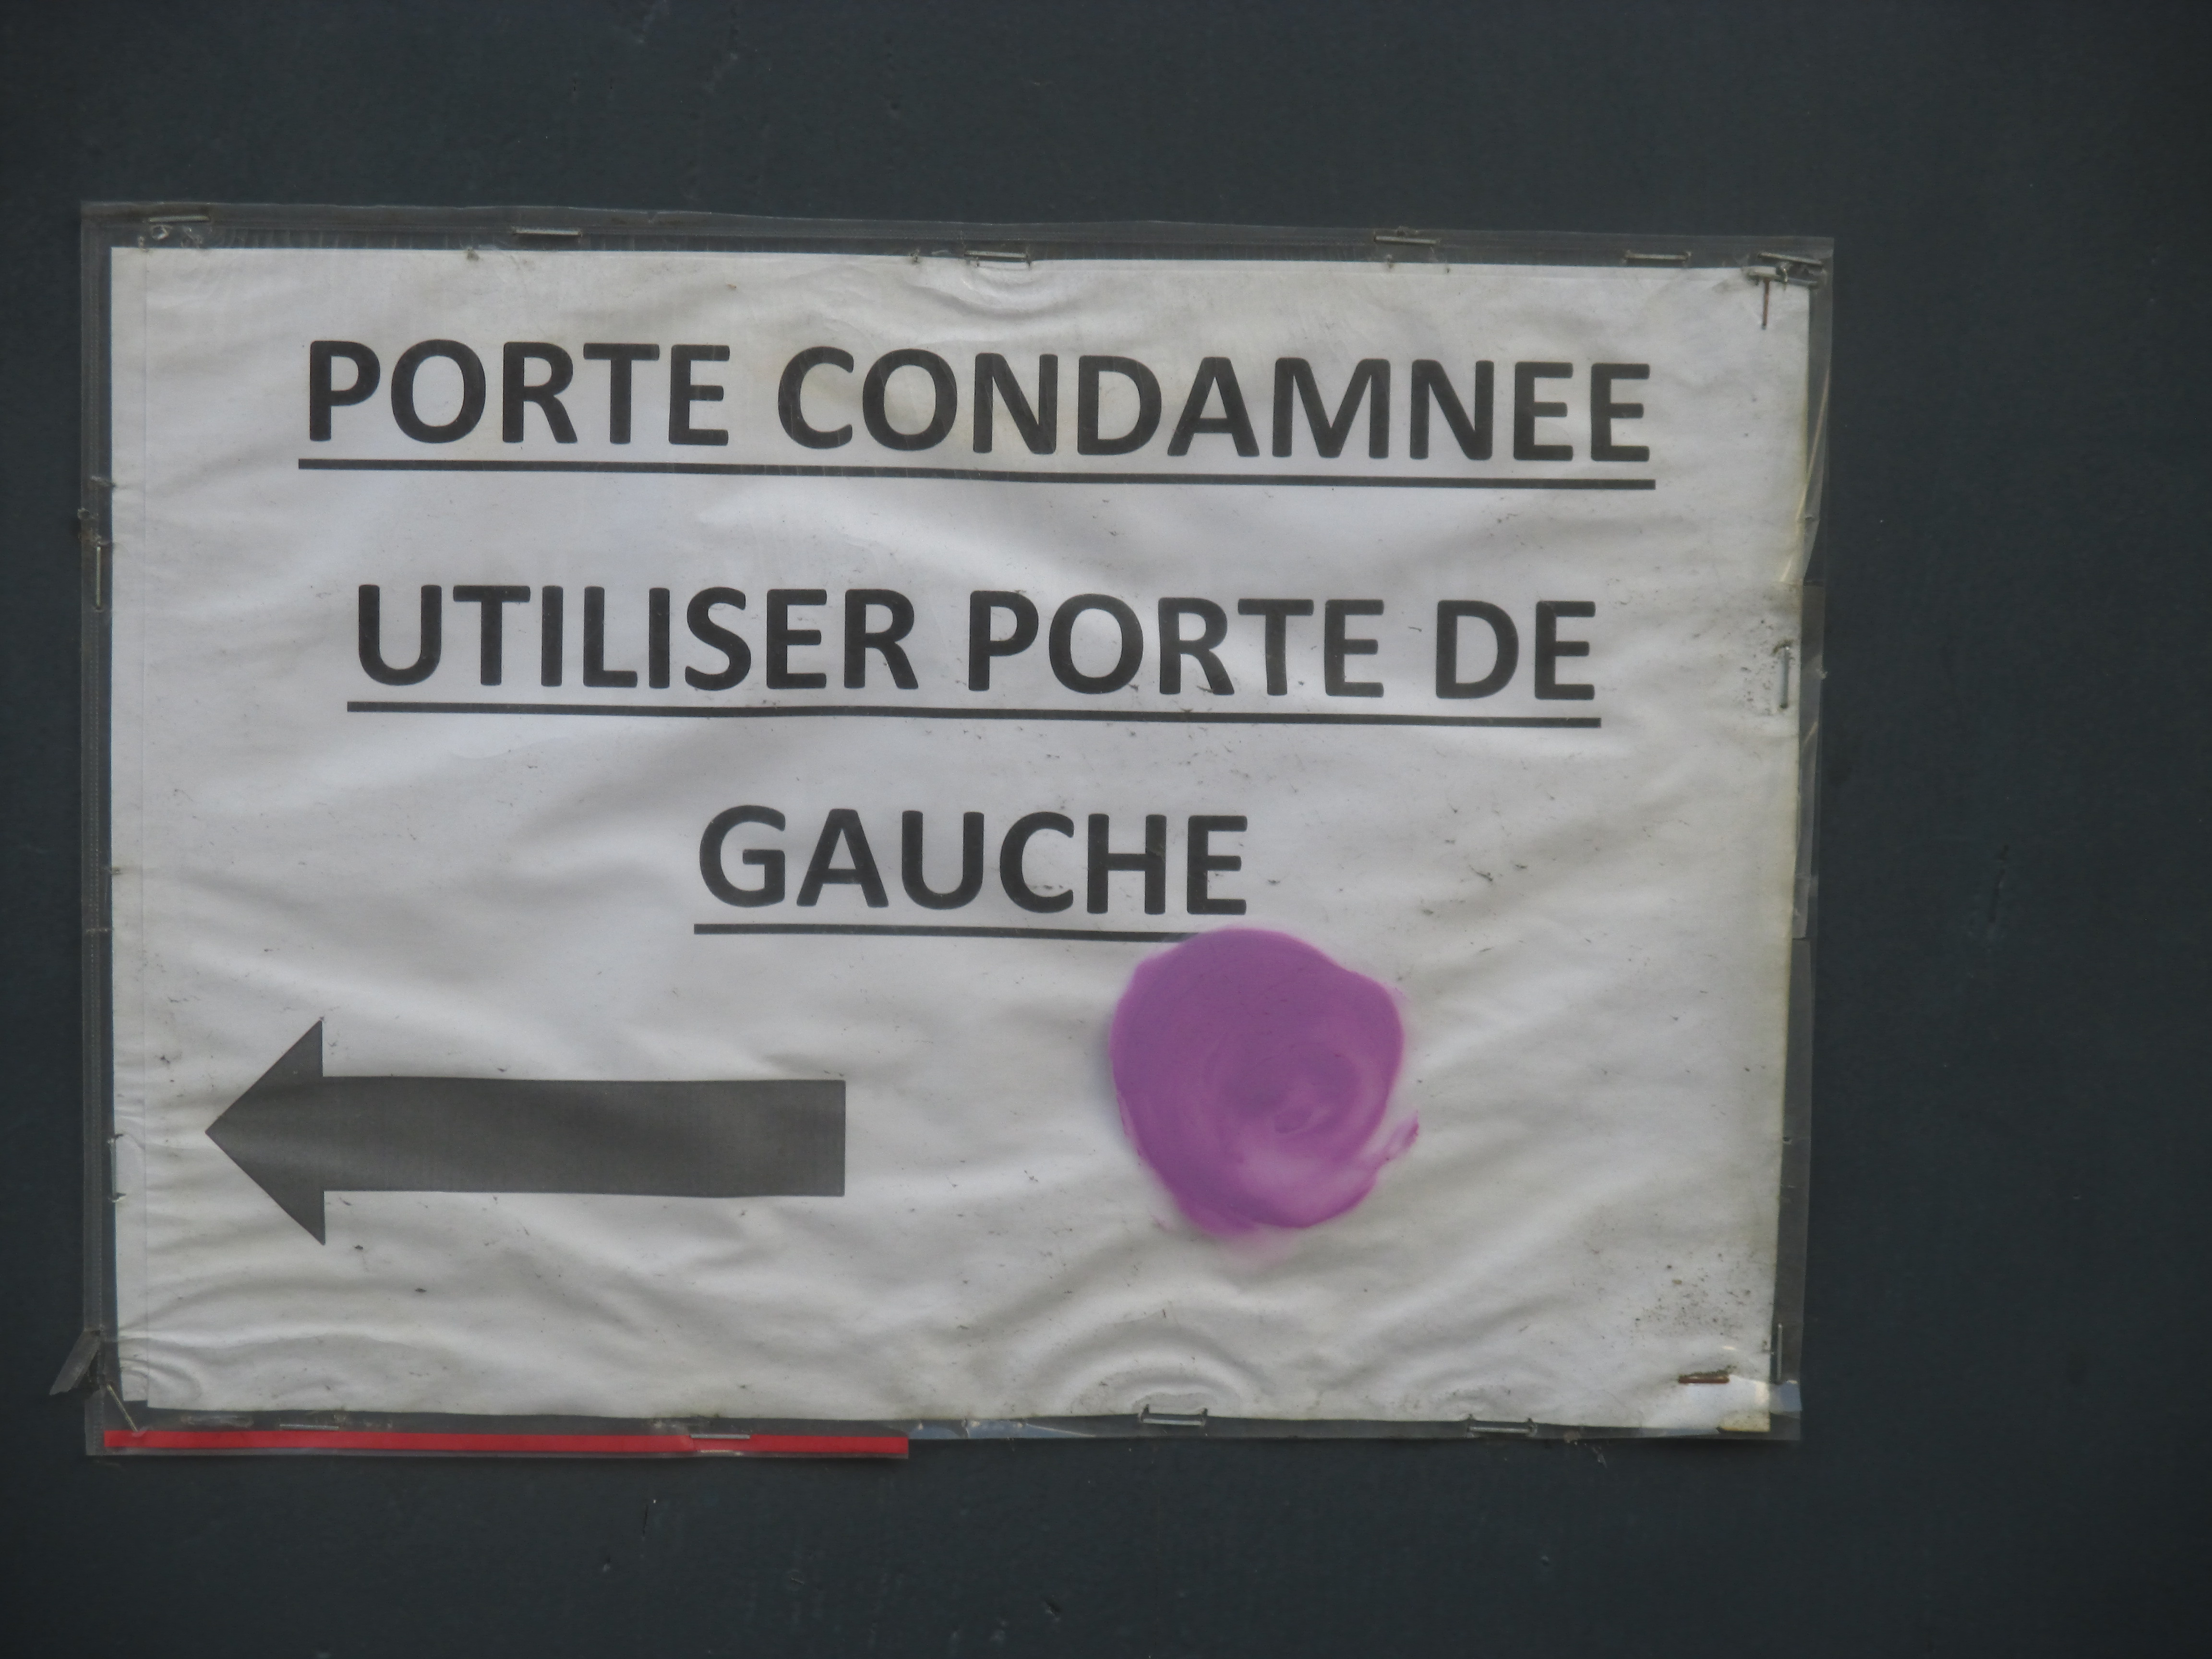 PORTE CONDAMNEE
UTILISER PORTE DE
GAUCHE